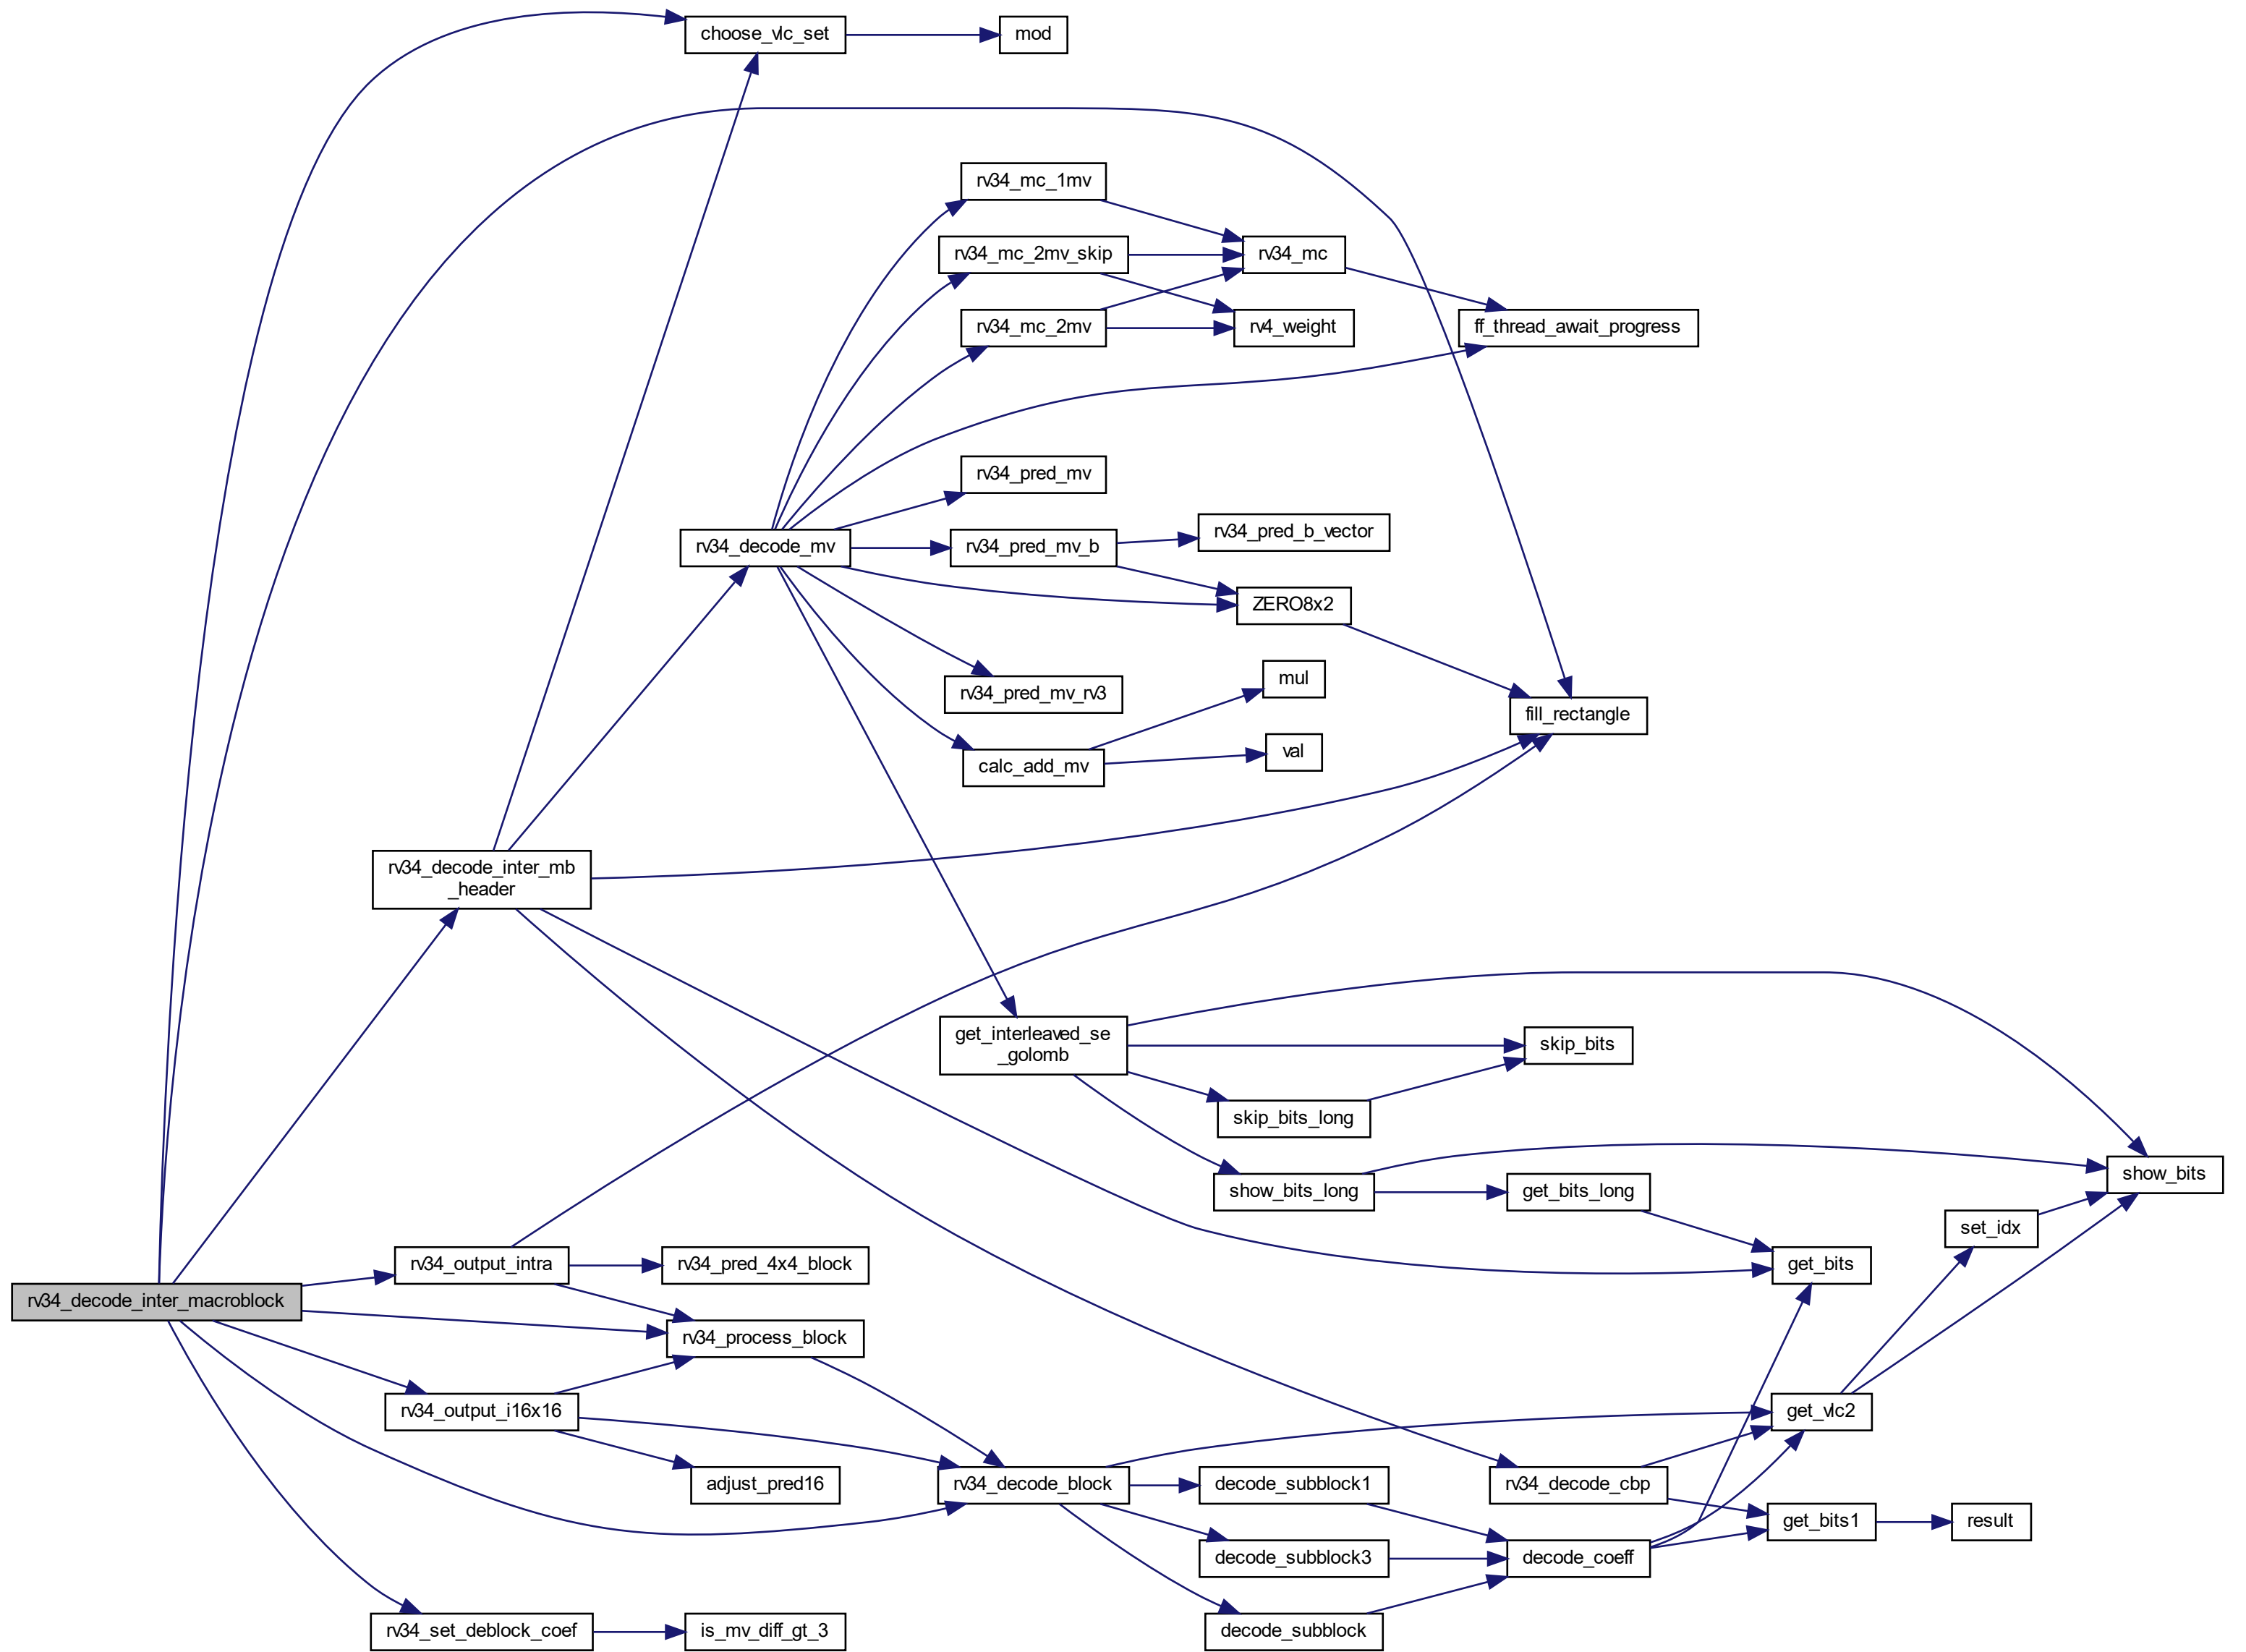 choose_vlc_set
mod
rv34_mc_1mv
rv34_mc_2mv_skip
rv34_mc
rv34_mc_2mv
rv4_weight
ff_thread_await_progress
rv34_pred_mv
rv34_decode_mv
rv34_pred_mv_b
rv34_pred_b_vector
ZERO8x2
rv34_pred_mv_rv3
mul
fill_rectangle
calc_add_mv
val
rv34_decode_inter_mb
_header
get_interleaved_se
_golomb
skip_bits
skip_bits_long
show_bits_long
get_bits_long
show_bits
set_idx
rv34_output_intra
rv34_pred_4x4_block
get_bits
rv34_decode_inter_macroblock
rv34_process_block
rv34_output_i16x16
get_vlc2
adjust_pred16
rv34_decode_block
decode_subblock1
rv34_decode_cbp
get_bits1
result
decode_subblock3
decode_coeff
rv34_set_deblock_coef
is_mv_diff_gt_3
decode_subblock